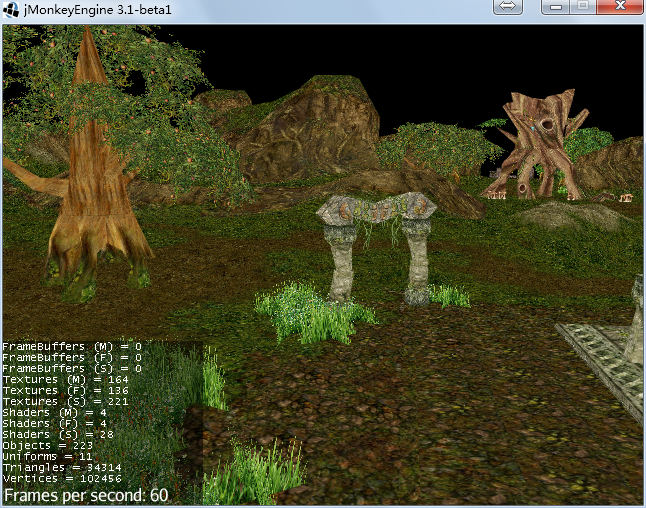 jMonkeyEngine 3.1-beta1
FrameBuffers (M) = 0
FrameBuffers (F) = 0
FrameBuffers (S) = 0
Textures (M) = 164
Textures (F) = 136
Textures (S) = 221
Shaders (M) = 4
Shaders (F) = 4
Shaders (S) = 28
Objects = 223
Uniforms = 11
Triangles = 34314
Vertices = 102456
Frames per second: 60